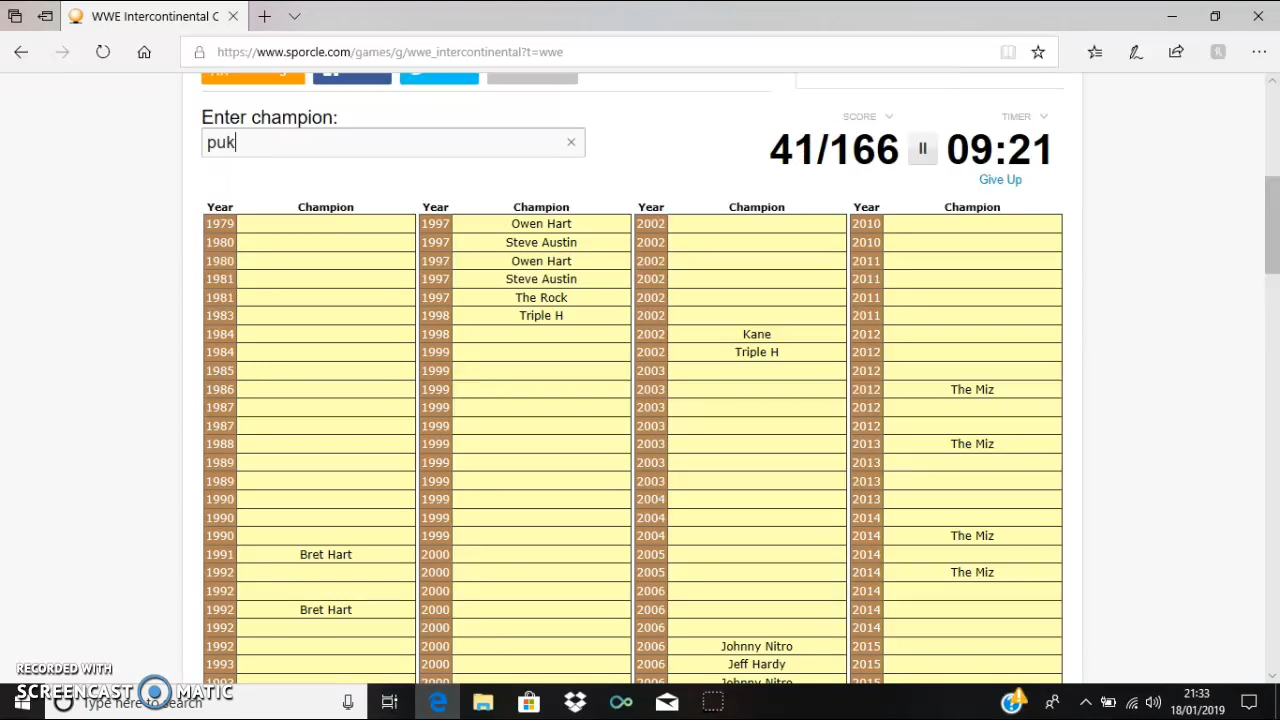 WWE Intercontinental C
https://www.sporcle.com/games/g/wwe_intercontinental?t=wwe
Enter champion:
puk
SCORE
TIMER
41/166
09:21
Give Up
Year Champion Year Champion Year Champion Year Champion
1979 1997 Owen Hart 2002 2010
1980 1997 Steve Austin 2002 2010
1980 1997 Owen Hart 2002 2011
1981 1997 Steve Austin 2002 2011
1981 1997 The Rock 2002 2011
1983 1998 Triple H 2002 2011
1984 1998 2002 Kane 2012
1984 1999 2002 Triple H 2012
1985 1999 2003 2012
1986 1999 2003 2012 The Miz
1987 1999 2003 2012
1987 1999 2003 2012
1988 1999 2003 2013 The Miz
1989 1999 2003 2013
1989 1999 2003 2013
1990 1999 2004 2013
1990 1999 2004 2014
1990 1999 2004 2014 The Miz
1991 Bret Hart 2000 2005 2014
1992 2000 2005 2014 The Miz
1992 2000 2006 2014
1992 Bret Hart 2000 2006 2014
1992 2000 2006 2014
1992 2000 2006 Johnny Nitro 2015
1993 2000 2006 Jeff Hardy 2015
1993 Johnny Nitro
RECORDED WITH
SCREENCAST MATIC
Type here to search
21:33
18/01/2019